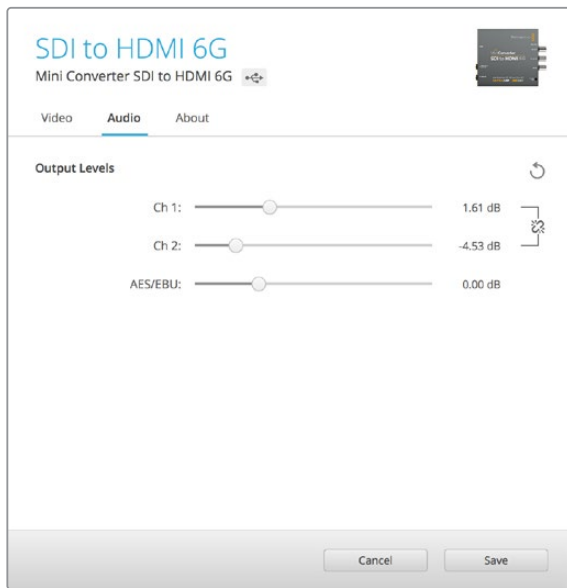 SDI to HDMI 6G
Mini Converter SDI to HDMI 6G
Video Audio About
Output Levels
Ch 1: 1.61 dB
Ch 2: -4.53 dB
AES/EBU: 0.00 dB
Cancel Save